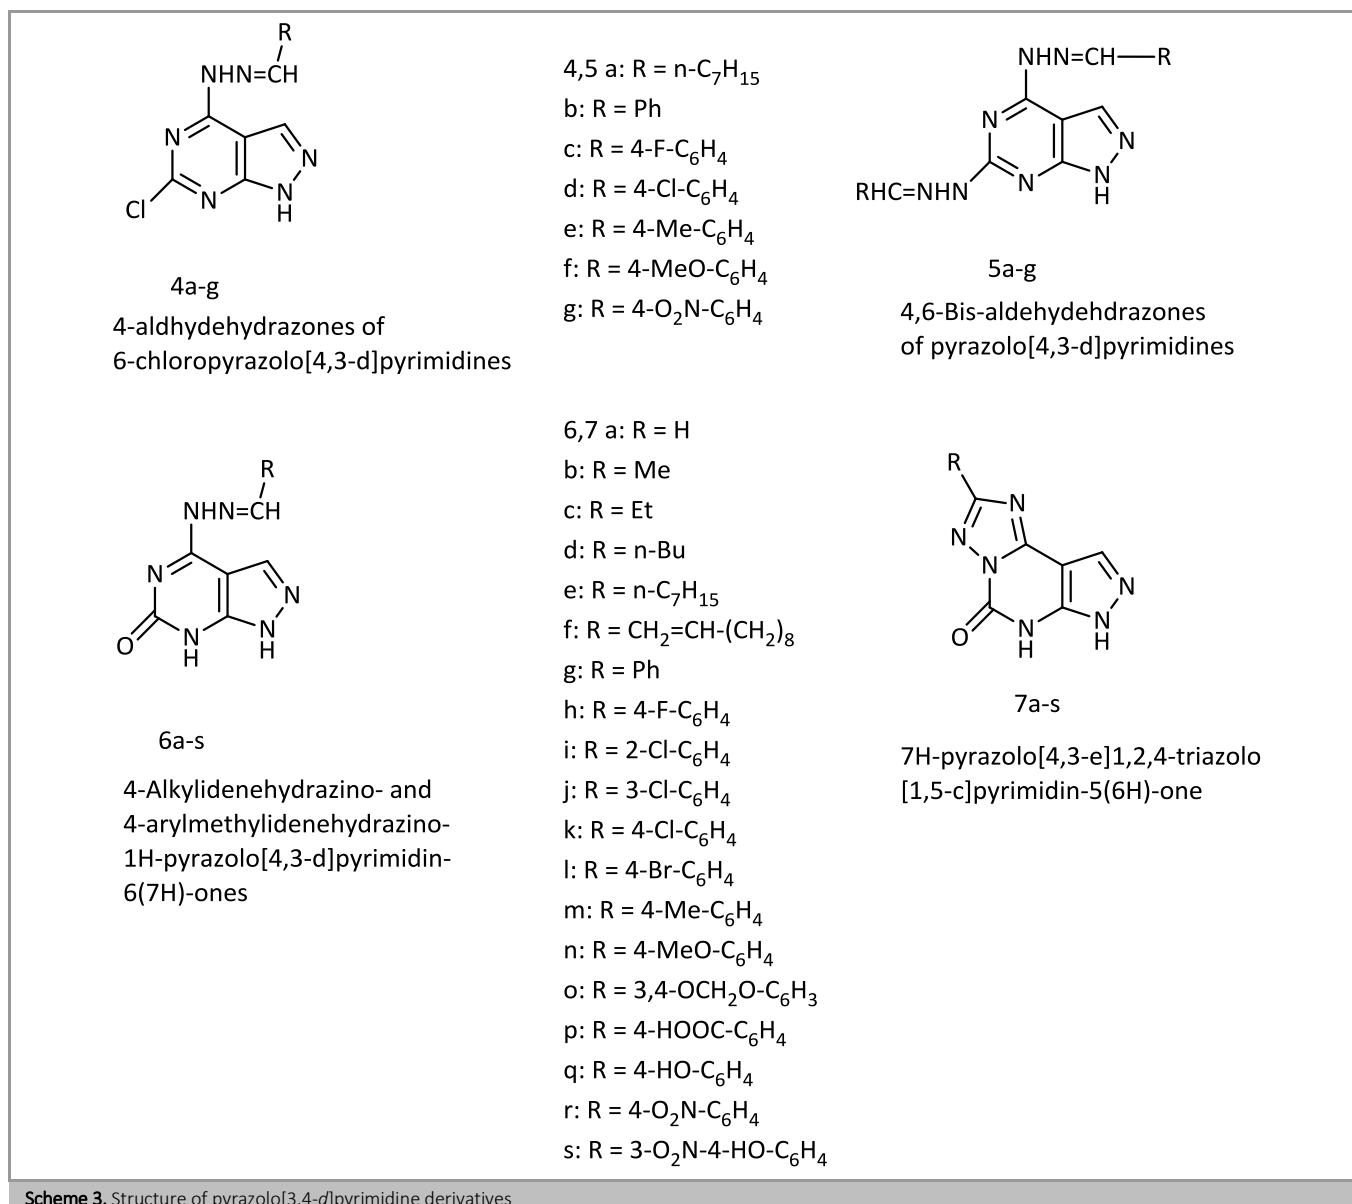 R
NHN=CH
N
N
N
N
H
Cl
4a-g
4-aldhydehydrazones of
6-chloropyrazolo[4,3-d]pyrimidines
4,5 a: R = n-C7H15
b: R = Ph
c: R = 4-F-C6H4
d: R = 4-Cl-C6H4
e: R = 4-Me-C6H4
f: R = 4-MeO-C6H4
g: R = 4-O2N-C6H4
NHN=CH—R
N
N
RHC=NHN
N
N
H
5a-g
4,6-Bis-aldehydehdrazones
of pyrazolo[4,3-d]pyrimidines
R
NHN=CH
N
N
O
N
H
N
H
6a-s
4-Alkylidenehydrazino- and
4-arylmethylidenehydrazino-
1H-pyrazolo[4,3-d]pyrimidin-
6(7H)-ones
6,7 a: R = H
b: R = Me
c: R = Et
d: R = n-Bu
e: R = n-C7H15
f: R = CH2=CH-(CH2)8
g: R = Ph
h: R = 4-F-C6H4
i: R = 2-Cl-C6H4
j: R = 3-Cl-C6H4
k: R = 4-Cl-C6H4
l: R = 4-Br-C6H4
m: R = 4-Me-C6H4
n: R = 4-MeO-C6H4
o: R = 3,4-OCH2O-C6H3
p: R = 4-HOOC-C6H4
q: R = 4-HO-C6H4
r: R = 4-O2N-C6H4
s: R = 3-O2N-4-HO-C6H4
R
N
N
N
N
O
N
H
N
H
7a-s
7H-pyrazolo[4,3-e]1,2,4-triazolo
[1,5-c]pyrimidin-5(6H)-one
Scheme 3. Structure of pyrazolo[3,4-d]pyrimidine derivatives